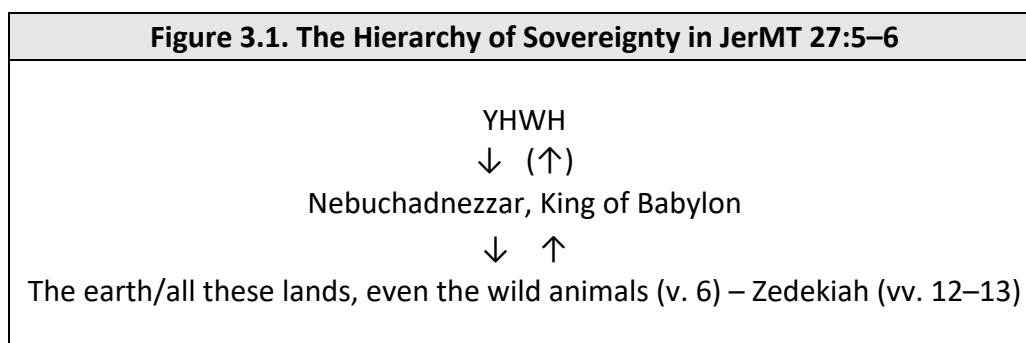 Figure 3.1. The Hierarchy of Sovereignty in JerMT 27:5–6
YHWH
↓ (↑)
Nebuchadnezzar, King of Babylon
↓ ↑
The earth/all these lands, even the wild animals (v. 6) – Zedekiah (vv. 12–13)